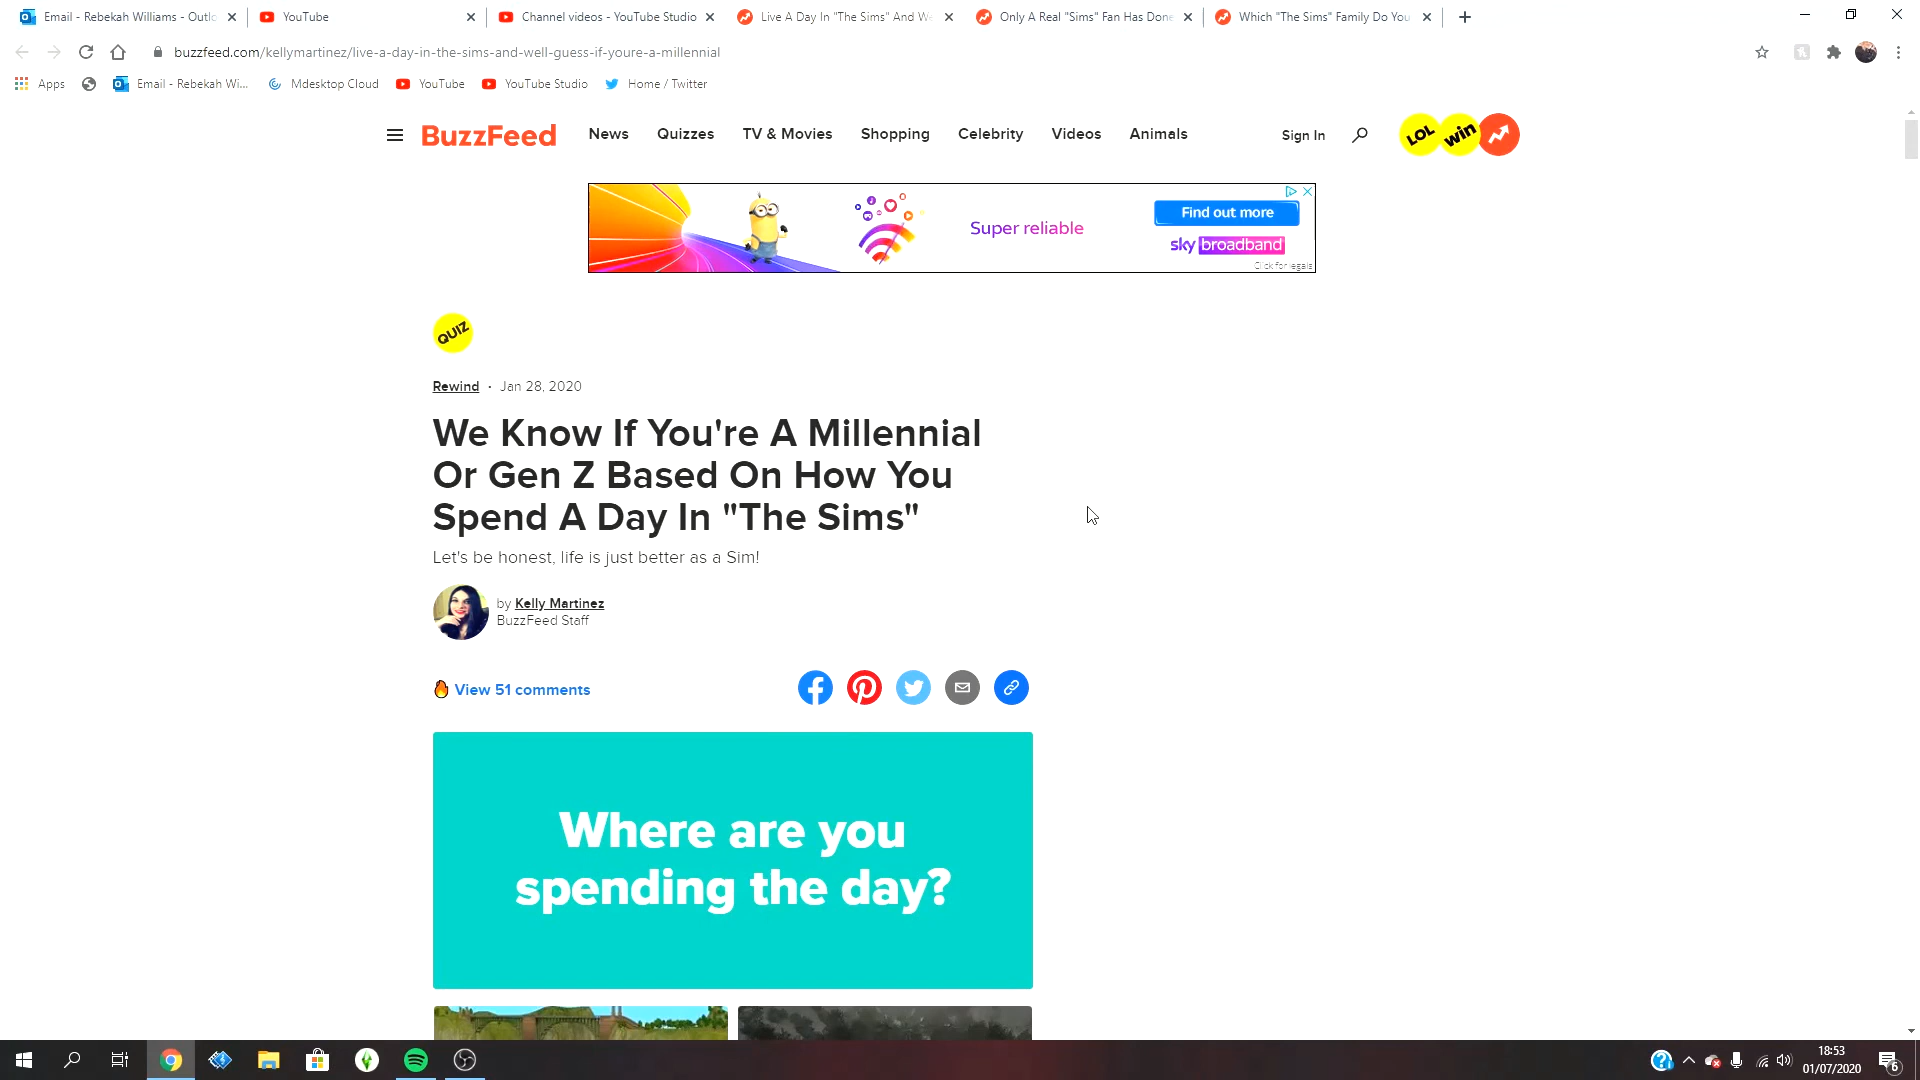 Email - Rebekah Williams - Outlo
YouTube
Channel videos - YouTube Studio
Live A Day In "The Sims" And We
Only A Real "Sims" Fan Has Done
Which "The Sims" Family Do You
buzzfeed.com/kellymartinez/live-a-day-in-the-sims-and-well-guess-if-youre-a-millennial
Apps
Email - Rebekah Wi...
Mdesktop Cloud
YouTube
YouTube Studio
Home / Twitter
BuzzFeed
News
Quizzes
TV & Movies
Shopping
Celebrity
Videos
Animals
Sign In
LOL
win
Super reliable
Find out more
sky broadband
Click for legals
QUIZ
Rewind · Jan 28, 2020
We Know If You're A Millennial
Or Gen Z Based On How You
Spend A Day In "The Sims"
Let's be honest, life is just better as a Sim!
by Kelly Martinez
BuzzFeed Staff
View 51 comments
Where are you
spending the day?
18:53
01/07/2020
6